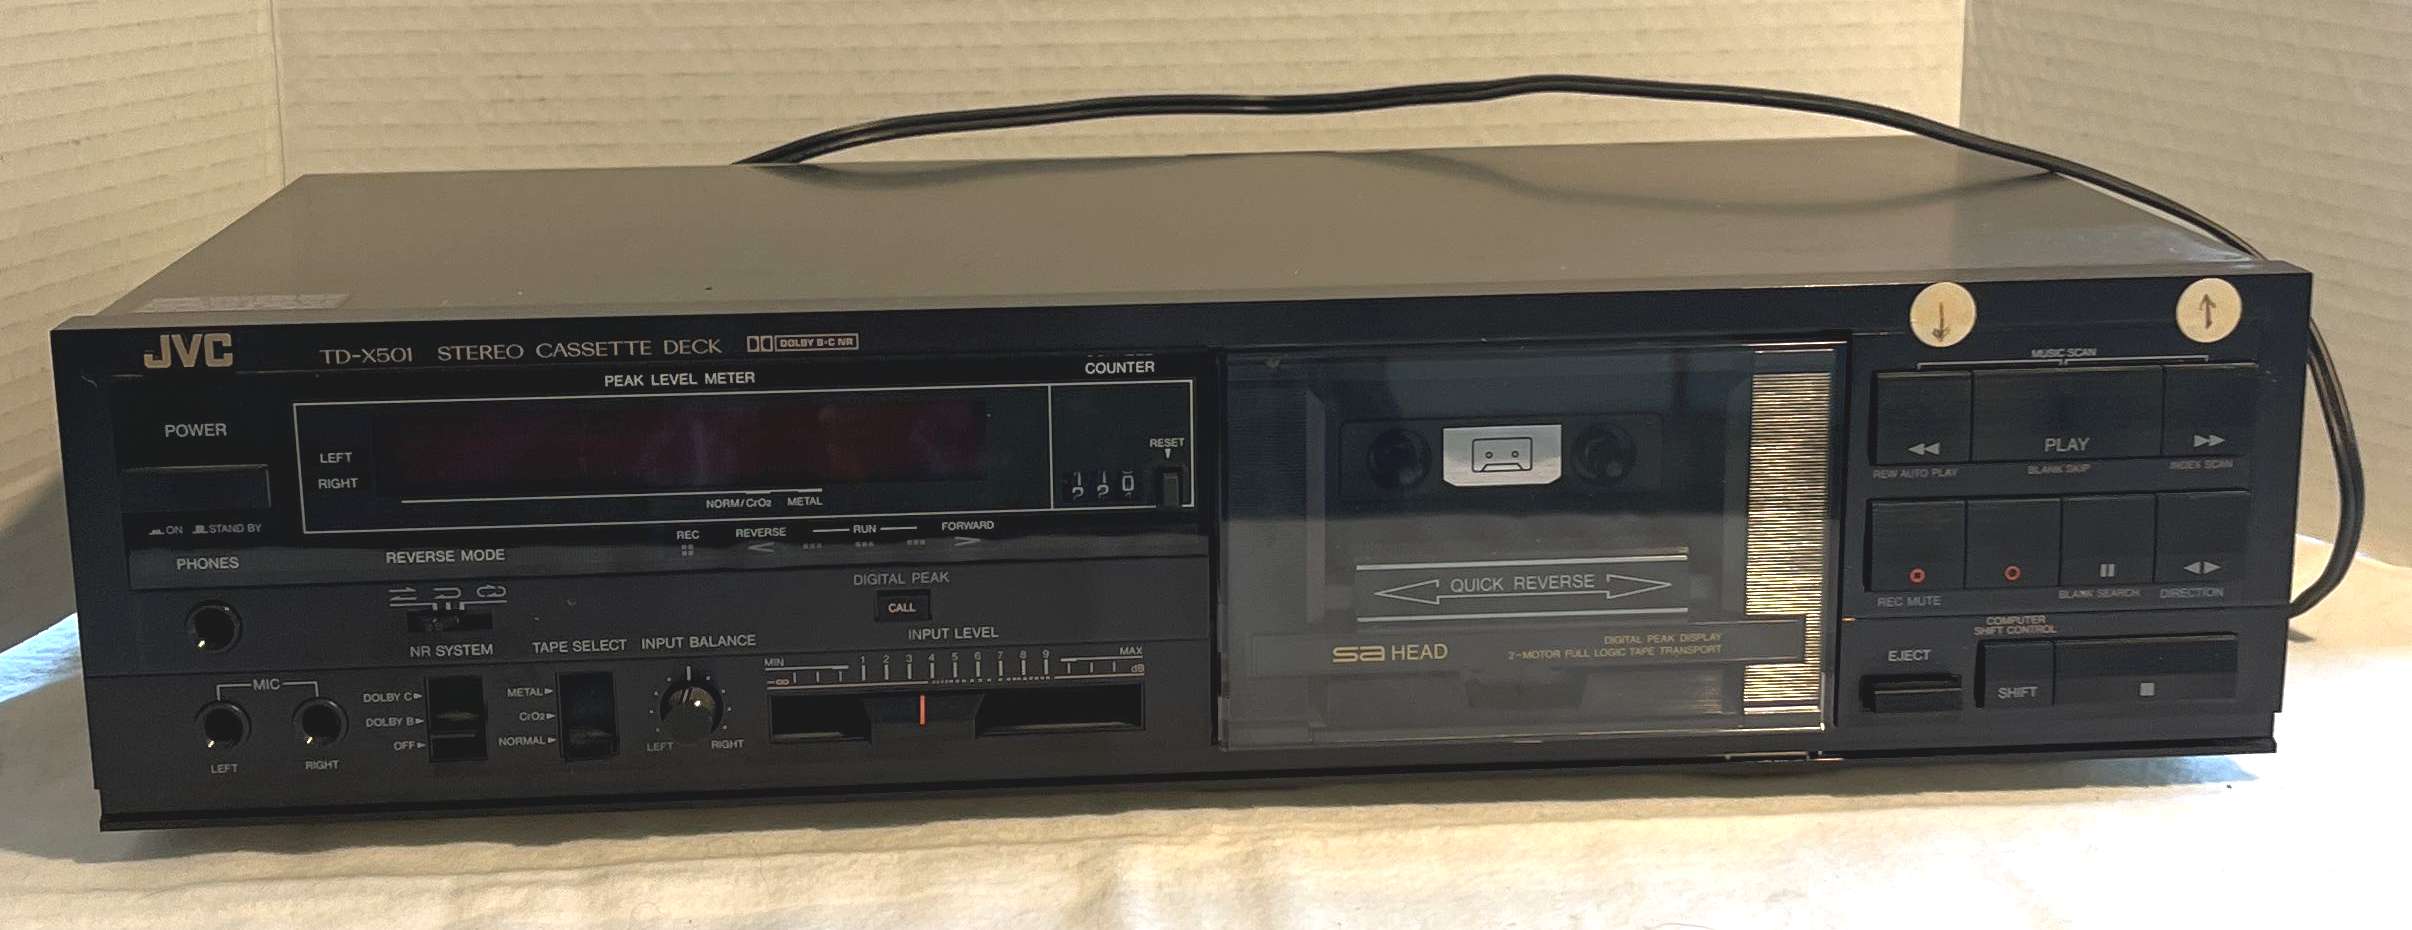 JVC
TD-X501 STEREO CASSETTE DECK DOLBY B·C NR
PEAK LEVEL METER
COUNTER
POWER
LEFT
RIGHT
RESET
NORM/CrO2 METAL
ON STAND BY
REC REVERSE RUN FORWARD
PHONES
REVERSE MODE
DIGITAL PEAK
CALL
NR SYSTEM TAPE SELECT INPUT BALANCE
INPUT LEVEL
MIN 1 2 3 4 5 6 7 8 9 MAX
-∞ dB
MIC
LEFT RIGHT
DOLBY C
DOLBY B
OFF
METAL
CrO2
NORMAL
LEFT RIGHT
QUICK REVERSE
SA HEAD
DIGITAL PEAK DISPLAY
2-MOTOR FULL LOGIC TAPE TRANSPORT
MUSIC SCAN
PLAY
REW AUTO PLAY BLANK SKIP INDEX SCAN
REC MUTE BLANK SEARCH DIRECTION
COMPUTER
SHIFT CONTROL
EJECT
SHIFT